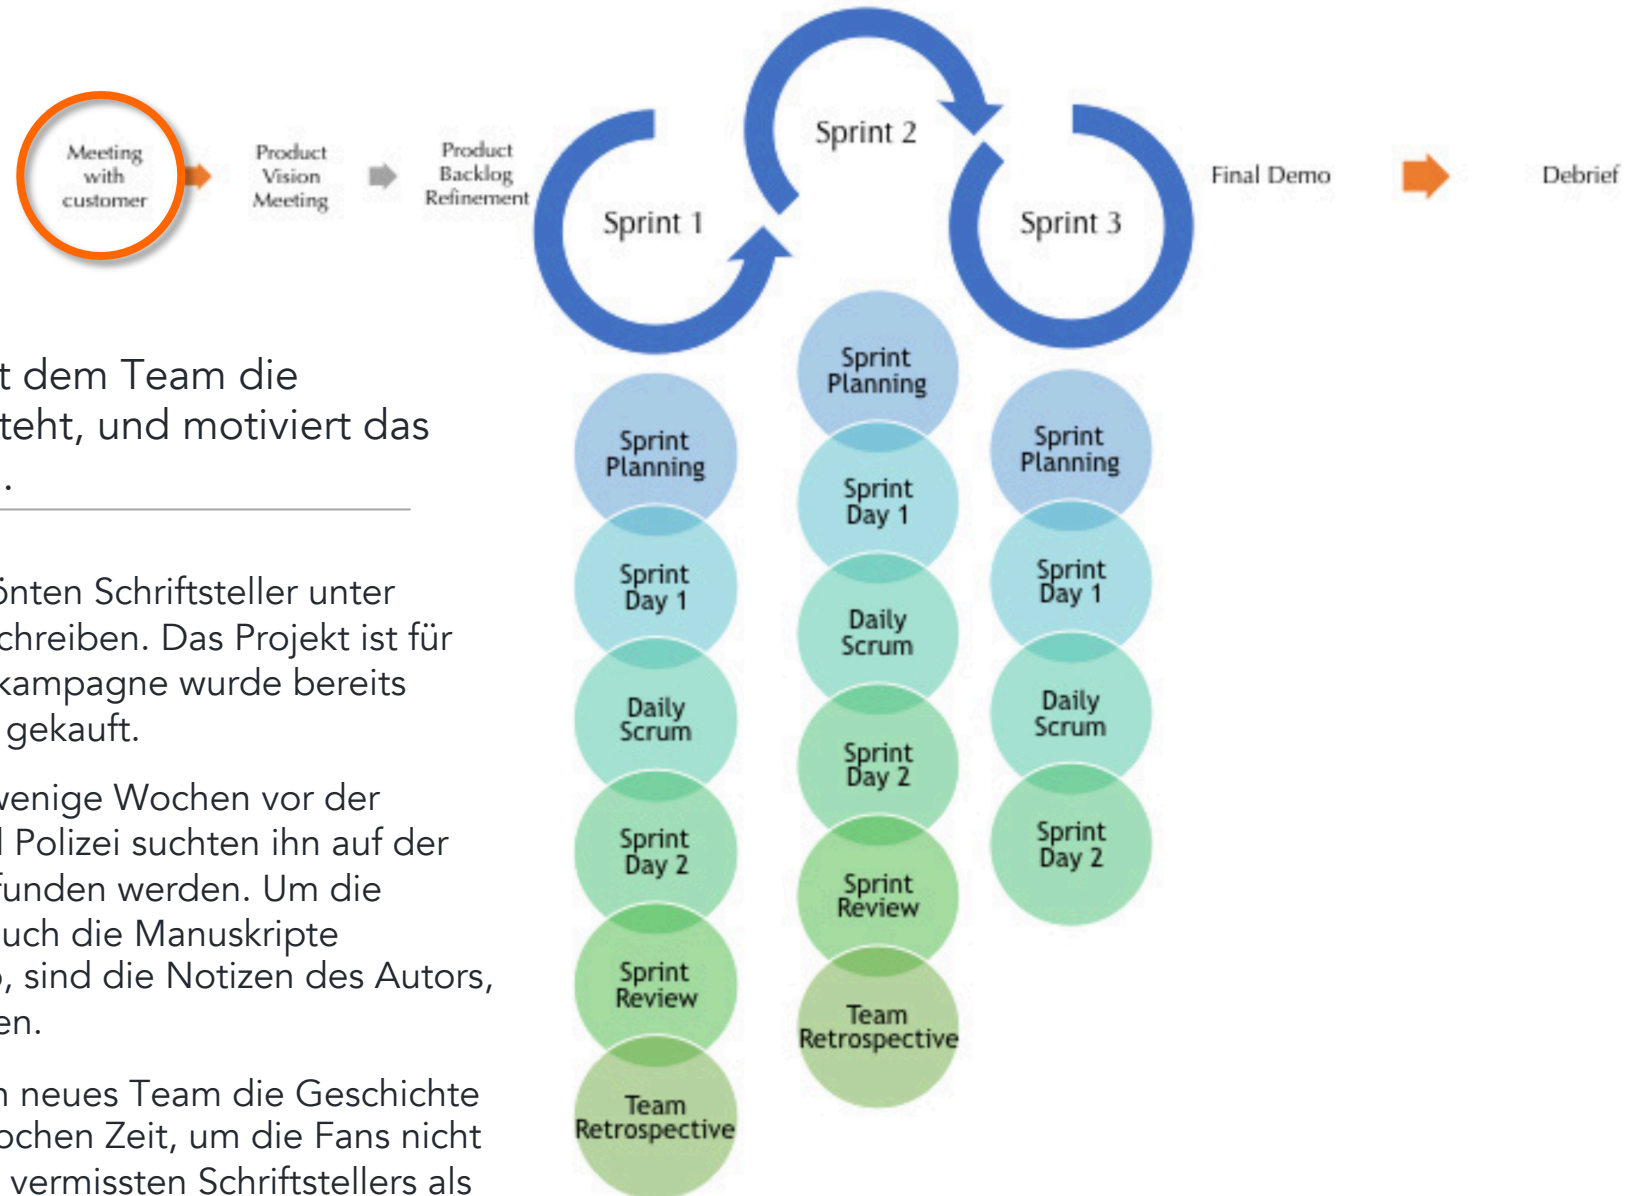 Meeting
with
customer
Product
Vision
Meeting
Product
Backlog
Refinement
Sprint 1
Sprint 2
Sprint 3
Final Demo
Debrief
t dem Team die
teht, und motiviert das
.
önten Schriftsteller unter
chreiben. Das Projekt ist für
kampagne wurde bereits
gekauft.
wenige Wochen vor der
d Polizei suchten ihn auf der
funden werden. Um die
uch die Manuskripte
o, sind die Notizen des Autors,
en.
n neues Team die Geschichte
ochen Zeit, um die Fans nicht
vermissten Schriftstellers als
Sprint
Planning
Sprint
Day 1
Daily
Scrum
Sprint
Day 2
Sprint
Review
Team
Retrospective
Sprint
Planning
Sprint
Day 1
Daily
Scrum
Sprint
Day 2
Sprint
Review
Team
Retrospective
Sprint
Planning
Sprint
Day 1
Daily
Scrum
Sprint
Day 2